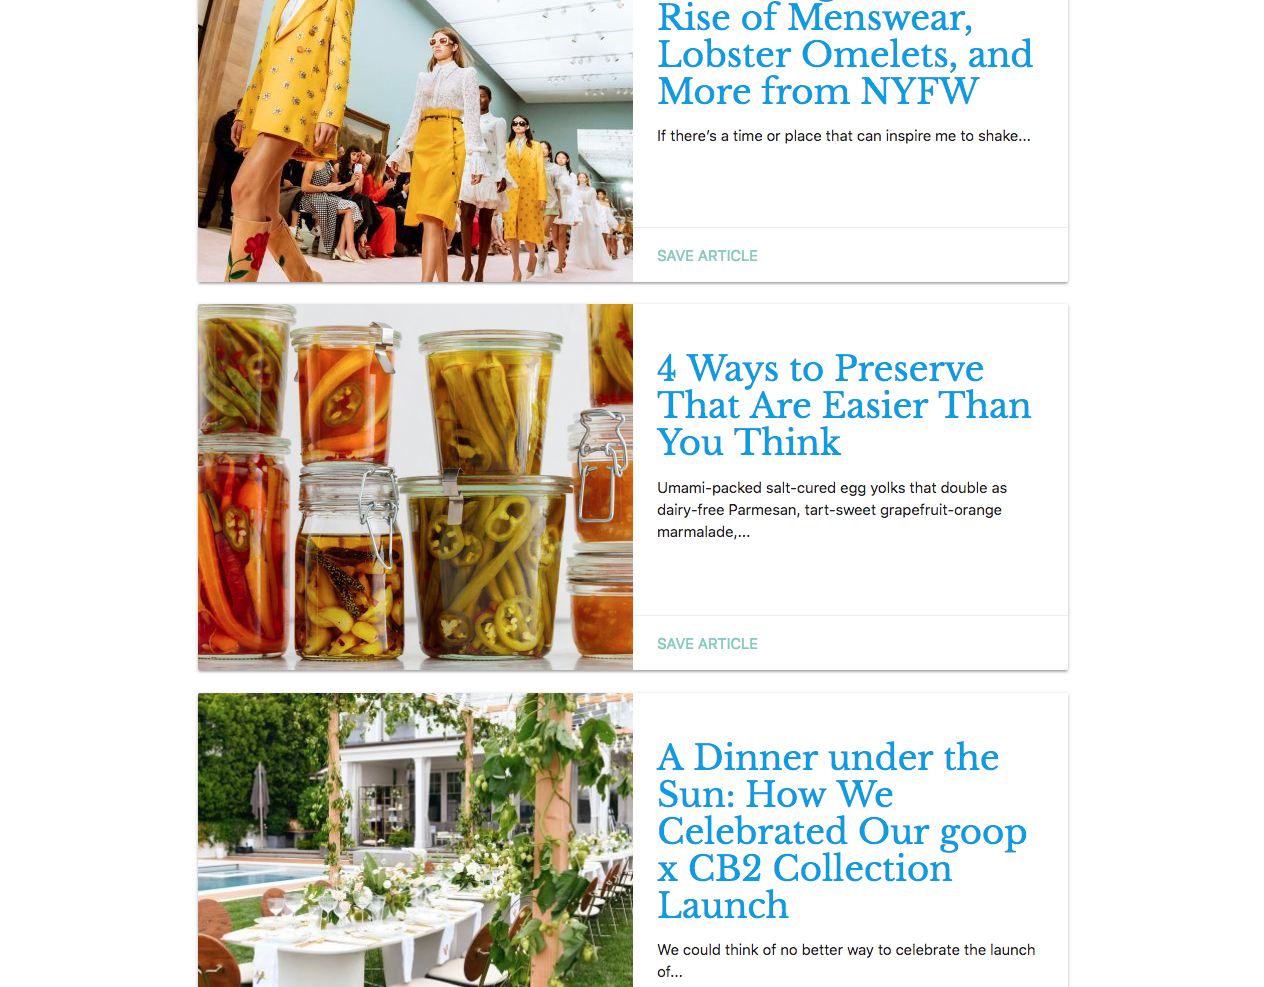 Rise of Menswear,
Lobster Omelets, and
More from NYFW
If there's a time or place that can inspire me to shake...
SAVE ARTICLE
4 Ways to Preserve
That Are Easier Than
You Think
Umami-packed salt-cured egg yolks that double as
dairy-free Parmesan, tart-sweet grapefruit-orange
marmalade,...
SAVE ARTICLE
A Dinner under the
Sun: How We
Celebrated Our goop
x CB2 Collection
Launch
We could think of no better way to celebrate the launch
of...